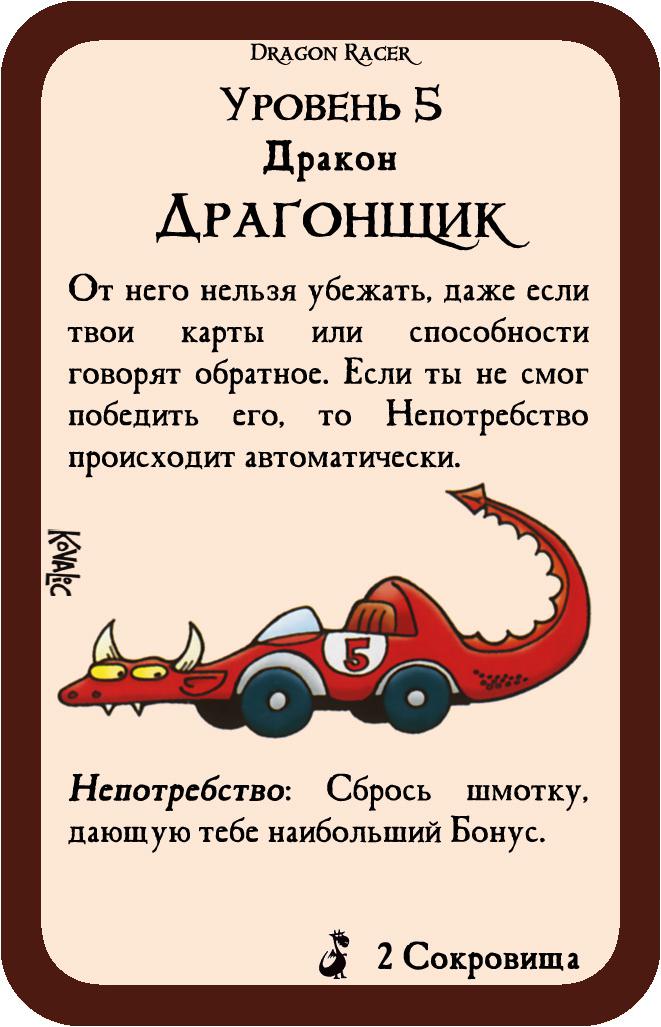 Dragon Racer
Уровень 5
Дракон
Драгонщик
От него нельзя убежать, даже если
твои карты или способности
говорят обратное. Если ты не смог
победить его, то Непотребство
происходит автоматически.
Kovalic
5
Непотребство: Сбрось шмотку,
дающую тебе наибольший Бонус.
2 Сокровища